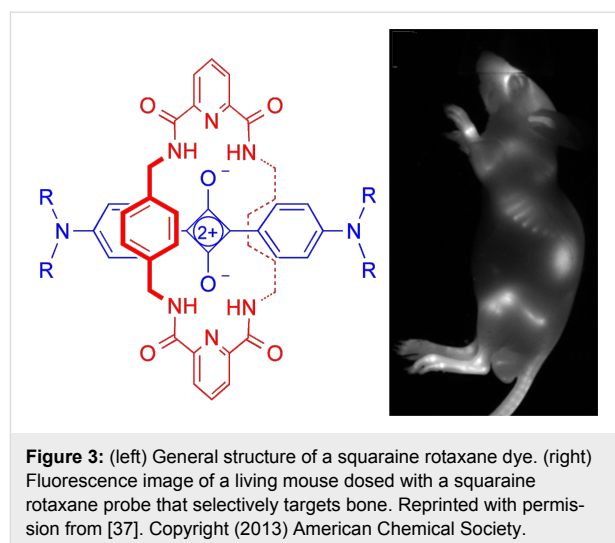 N
O
O
NH
HN
O⁻
R
R
N
2+
N
R
R
O⁻
NH
HN
O
N
O
Figure 3: (left) General structure of a squaraine rotaxane dye. (right)
Fluorescence image of a living mouse dosed with a squaraine
rotaxane probe that selectively targets bone. Reprinted with permis-
sion from [37]. Copyright (2013) American Chemical Society.